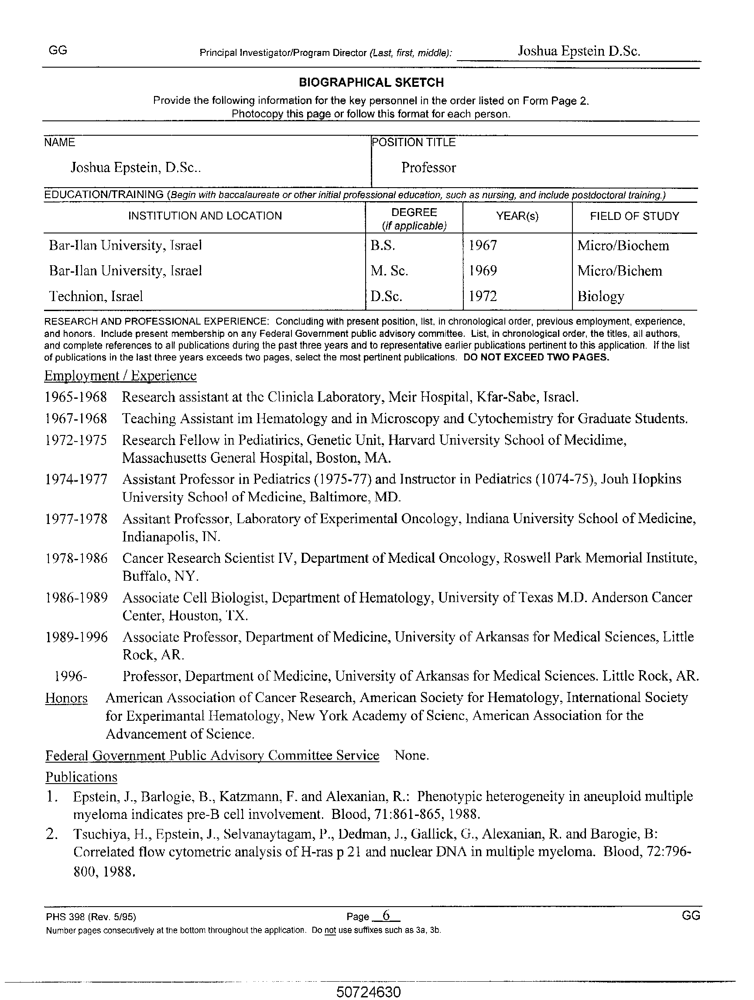 GG Principal Investigator/Program Director (Last, first, middle): Joshua Epstein D.Sc.
BIOGRAPHICAL SKETCH
Provide the following information for the key personnel in the order listed on Form Page 2.
Photocopy this page or follow this format for each person.
NAME POSITION TITLE
Joshua Epstein, D.Sc.. Professor
EDUCATION/TRAINING (Begin with baccalaureate or other initial professional education, such as nursing, and include postdoctoral training.)
INSTITUTION AND LOCATION DEGREE (if applicable) YEAR(s) FIELD OF STUDY
Bar-Ilan University, Israel B.S. 1967 Micro/Biochem
Bar-Ilan University, Israel M. Sc. 1969 Micro/Bichem
Technion, Israel D.Sc. 1972 Biology
RESEARCH AND PROFESSIONAL EXPERIENCE: Concluding with present position, list, in chronological order, previous employment, experience,
and honors. Include present membership on any Federal Government public advisory committee. List, in chronological order, the titles, all authors,
and complete references to all publications during the past three years and to representative earlier publications pertinent to this application. If the list
of publications in the last three years exceeds two pages, select the most pertinent publications. DO NOT EXCEED TWO PAGES.
Employment / Experience
1965-1968 Research assistant at the Clinicla Laboratory, Meir Hospital, Kfar-Sabe, Israel.
1967-1968 Teaching Assistant im Hematology and in Microscopy and Cytochemistry for Graduate Students.
1972-1975 Research Fellow in Pediatirics, Genetic Unit, Harvard University School of Mecidime,
Massachusetts General Hospital, Boston, MA.
1974-1977 Assistant Professor in Pediatrics (1975-77) and Instructor in Pediatrics (1074-75), Jouh Hopkins
University School of Medicine, Baltimore, MD.
1977-1978 Assitant Professor, Laboratory of Experimental Oncology, Indiana University School of Medicine,
Indianapolis, IN.
1978-1986 Cancer Research Scientist IV, Department of Medical Oncology, Roswell Park Memorial Institute,
Buffalo, NY.
1986-1989 Associate Cell Biologist, Department of Hematology, University of Texas M.D. Anderson Cancer
Center, Houston, TX.
1989-1996 Associate Professor, Department of Medicine, University of Arkansas for Medical Sciences, Little
Rock, AR.
1996- Professor, Department of Medicine, University of Arkansas for Medical Sciences. Little Rock, AR.
Honors American Association of Cancer Research, American Society for Hematology, International Society
for Experimantal Hematology, New York Academy of Scienc, American Association for the
Advancement of Science.
Federal Government Public Advisory Committee Service None.
Publications
1. Epstein, J., Barlogie, B., Katzmann, F. and Alexanian, R.: Phenotypic heterogeneity in aneuploid multiple
myeloma indicates pre-B cell involvement. Blood, 71:861-865, 1988.
2. Tsuchiya, H., Epstein, J., Selvanaytagam, P., Dedman, J., Gallick, G., Alexanian, R. and Barogie, B:
Correlated flow cytometric analysis of H-ras p 21 and nuclear DNA in multiple myeloma. Blood, 72:796-
800, 1988.
PHS 398 (Rev. 5/95) Page 6 GG
Number pages consecutively at the bottom throughout the application. Do not use suffixes such as 3a, 3b.
50724630